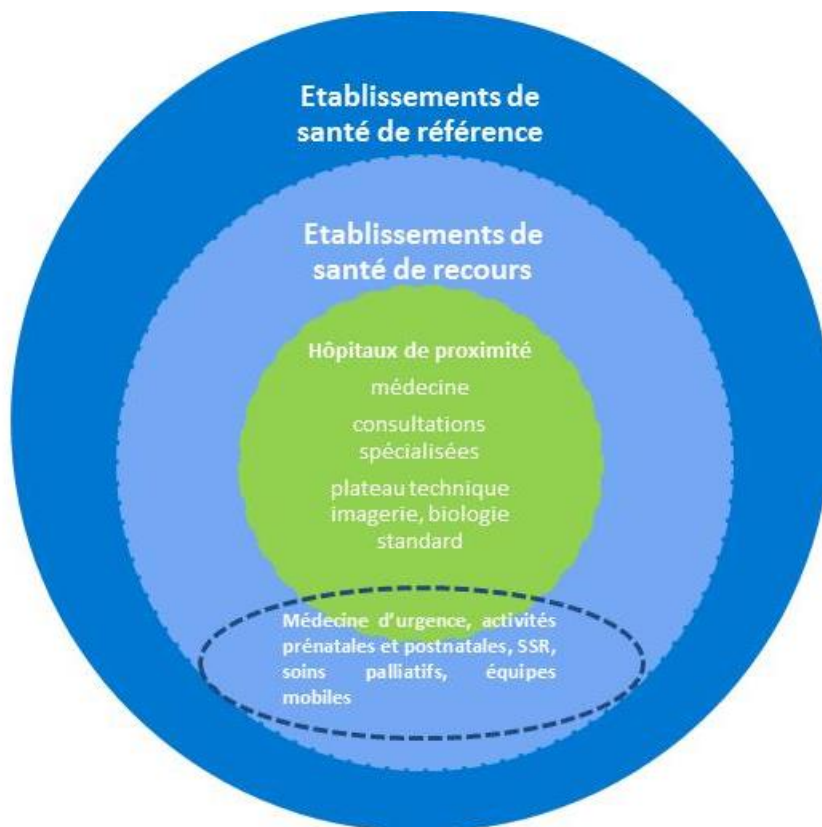 Etablissements de
santé de référence
Etablissements de
santé de recours
Hôpitaux de proximité
médecine
consultations
spécialisées
plateau technique
imagerie, biologie
standard
Médecine d'urgence, activités
prénatales et postnatales, SSR,
soins palliatifs, équipes
mobiles